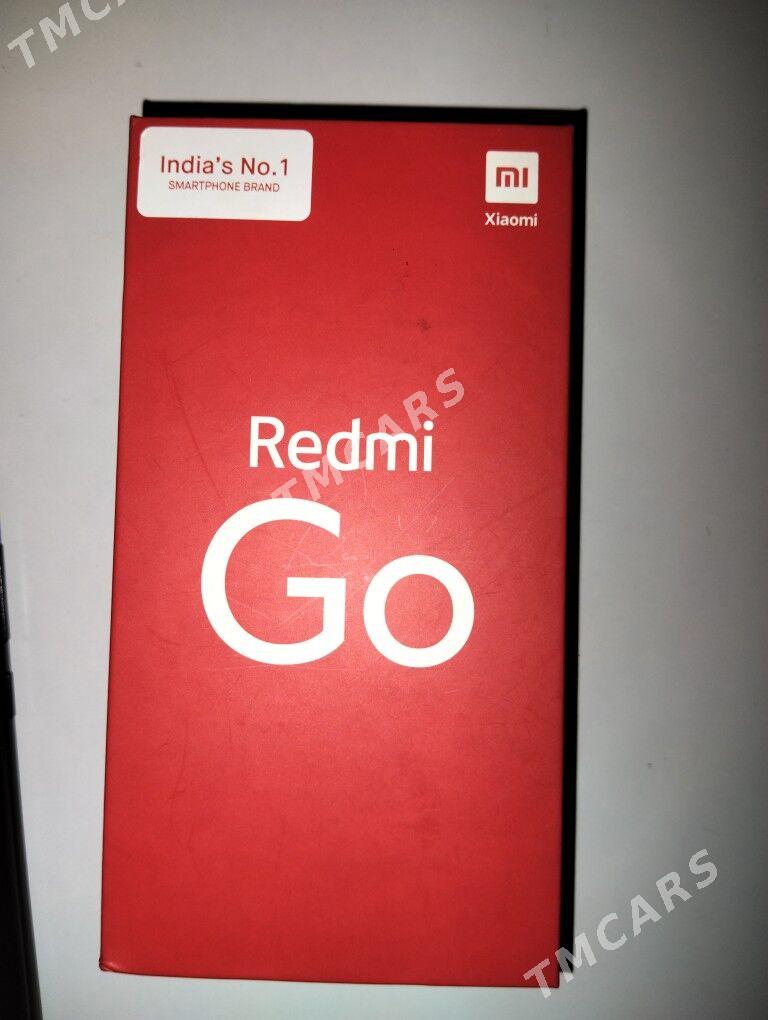 TMCARS
India's No.1
SMARTPHONE BRAND
mi
Xiaomi
Redmi
TMCARS
Go
TMCARS